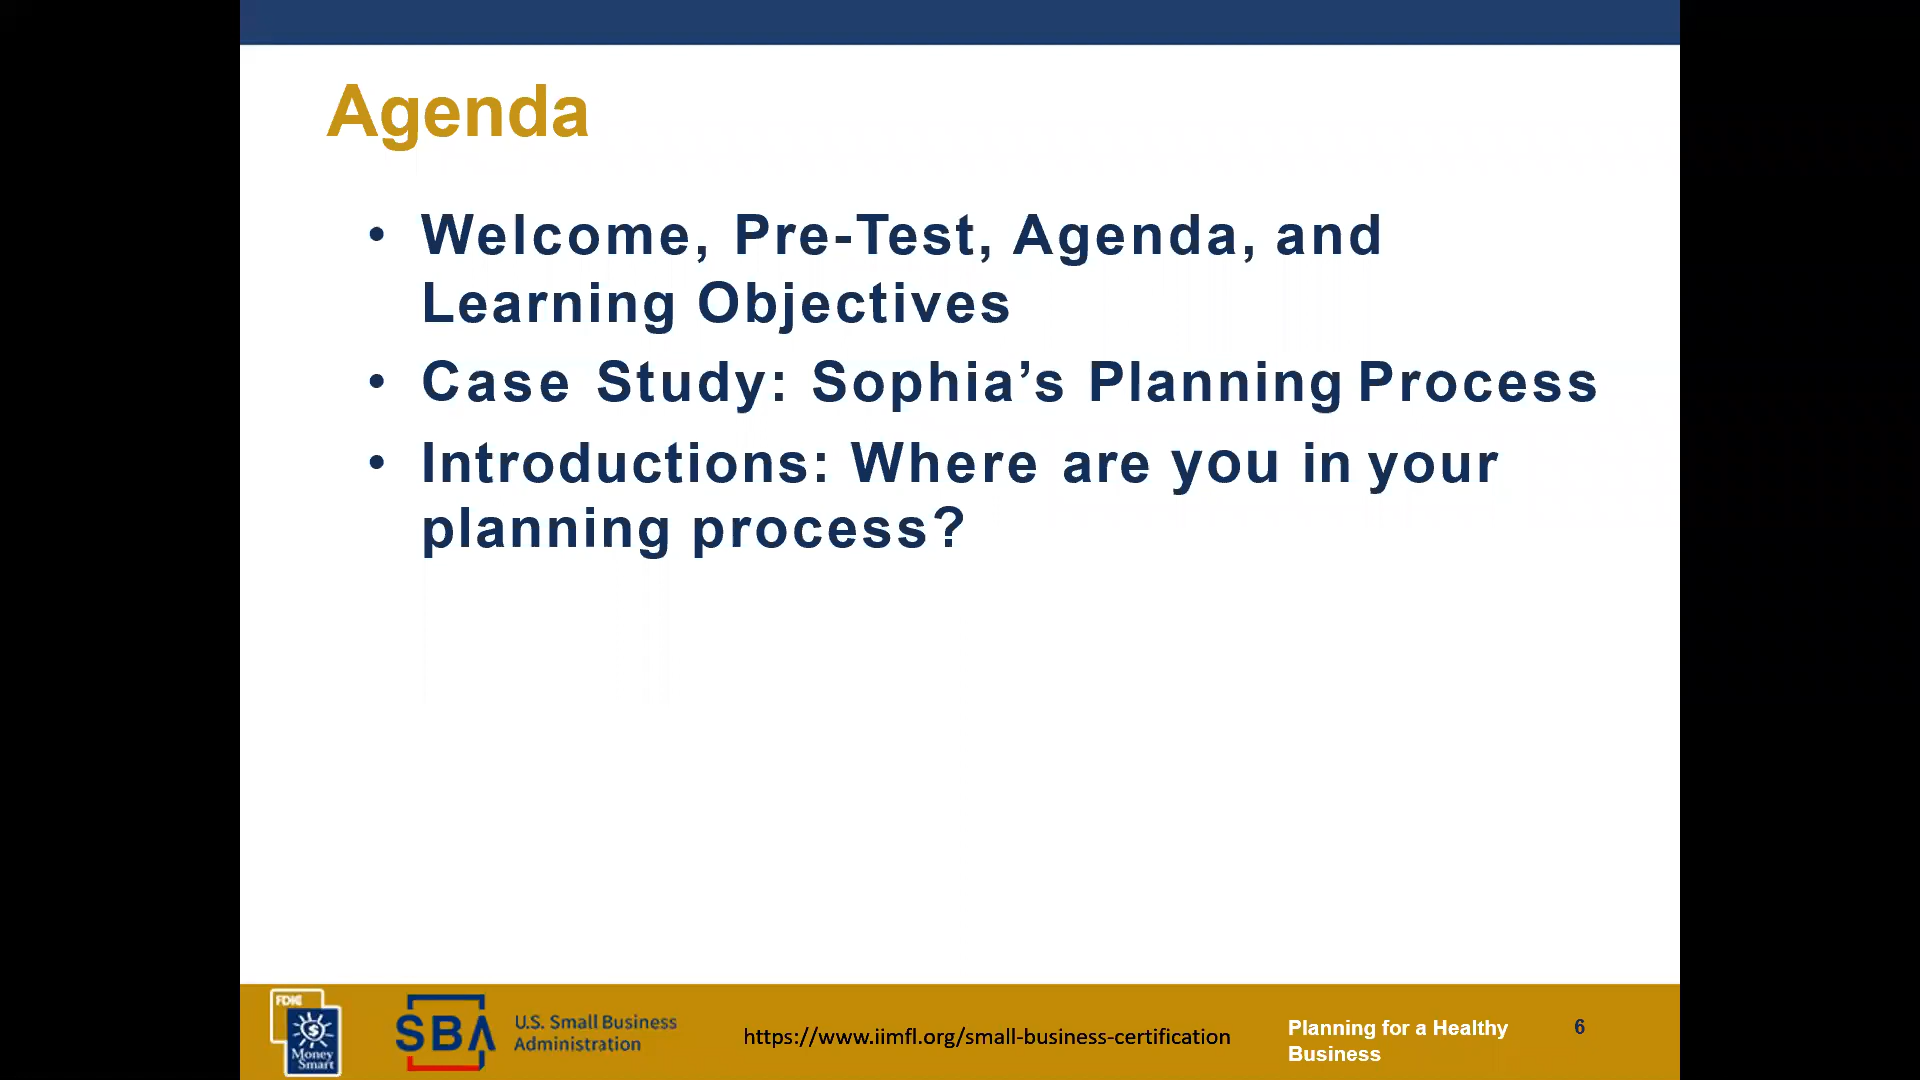 Agenda
• Welcome, Pre-Test, Agenda, and
Learning Objectives
• Case Study: Sophia’s Planning Process
• Introductions: Where are you in your
planning process?
FDIC
Money
Smart
SBA
U.S. Small Business
Administration
https://www.iimfl.org/small-business-certification
Planning for a Healthy
Business
6